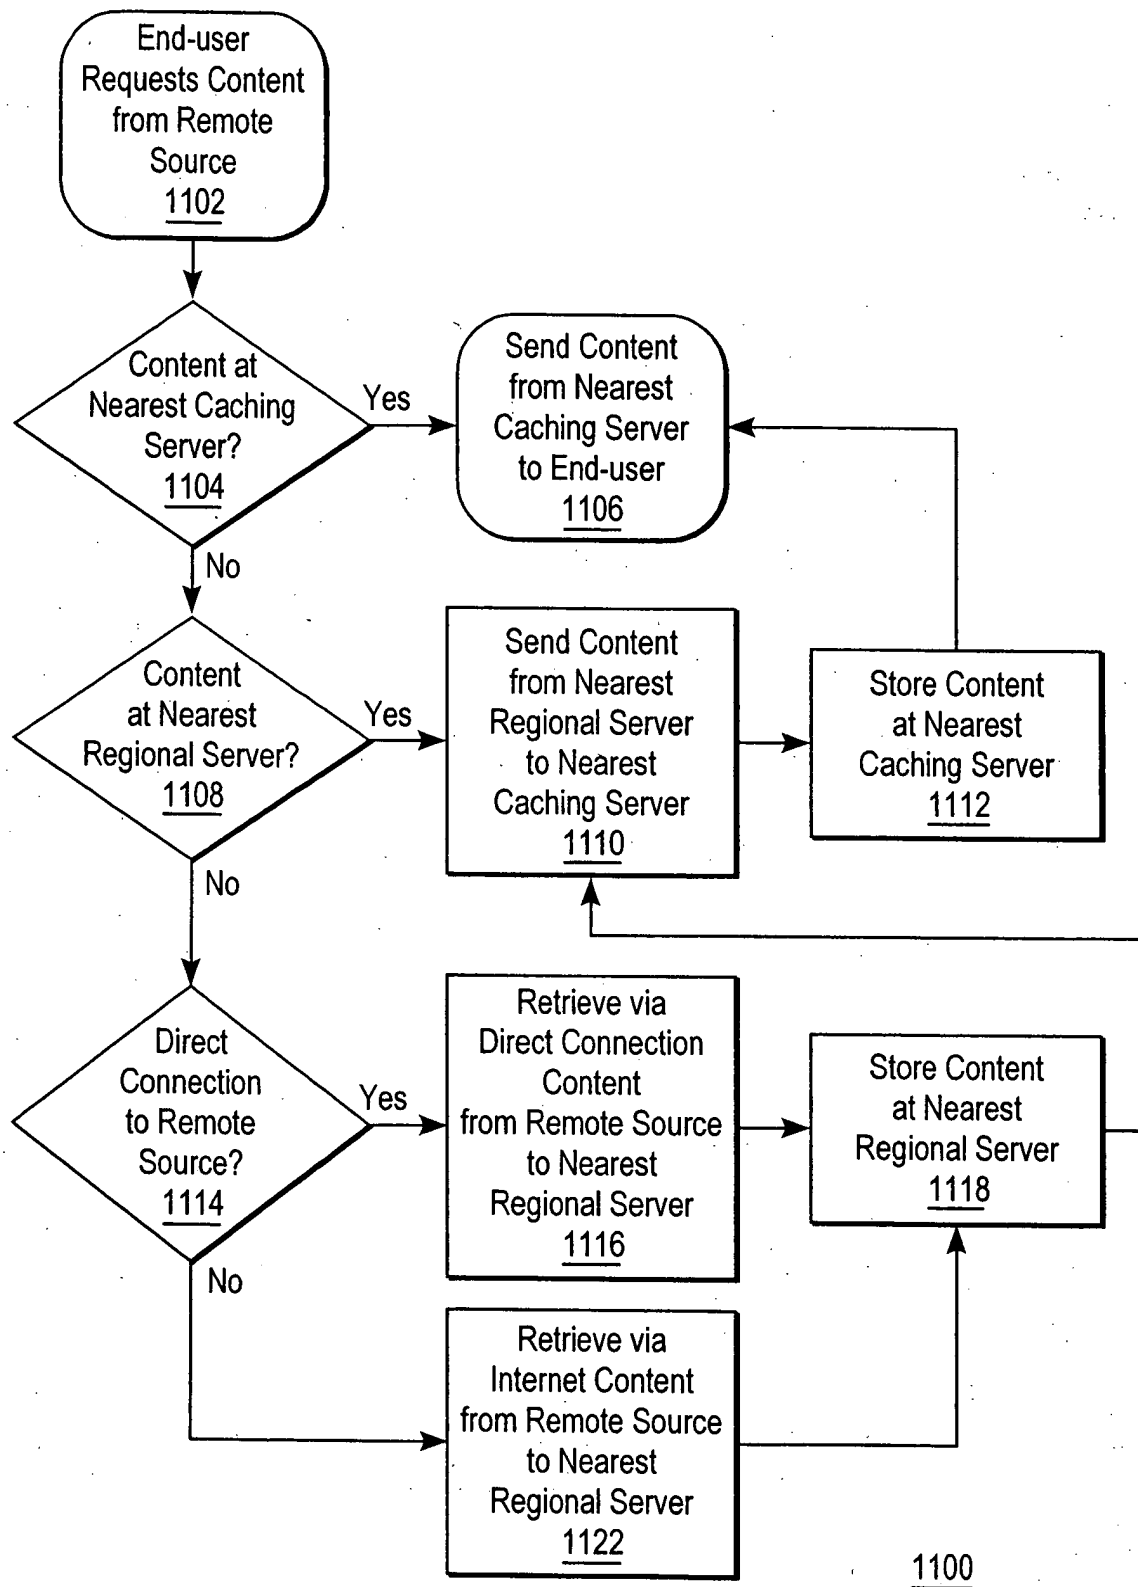 End-user
Requests Content
from Remote
Source
1102
Content at
Nearest Caching
Server?
1104
Yes
No
Send Content
from Nearest
Caching Server
to End-user
1106
Content
at Nearest
Regional Server?
1108
Yes
No
Send Content
from Nearest
Regional Server
to Nearest
Caching Server
1110
Store Content
at Nearest
Caching Server
1112
Direct
Connection
to Remote
Source?
1114
Yes
No
Retrieve via
Direct Connection
Content
from Remote Source
to Nearest
Regional Server
1116
Store Content
at Nearest
Regional Server
1118
Retrieve via
Internet Content
from Remote Source
to Nearest
Regional Server
1122
1100